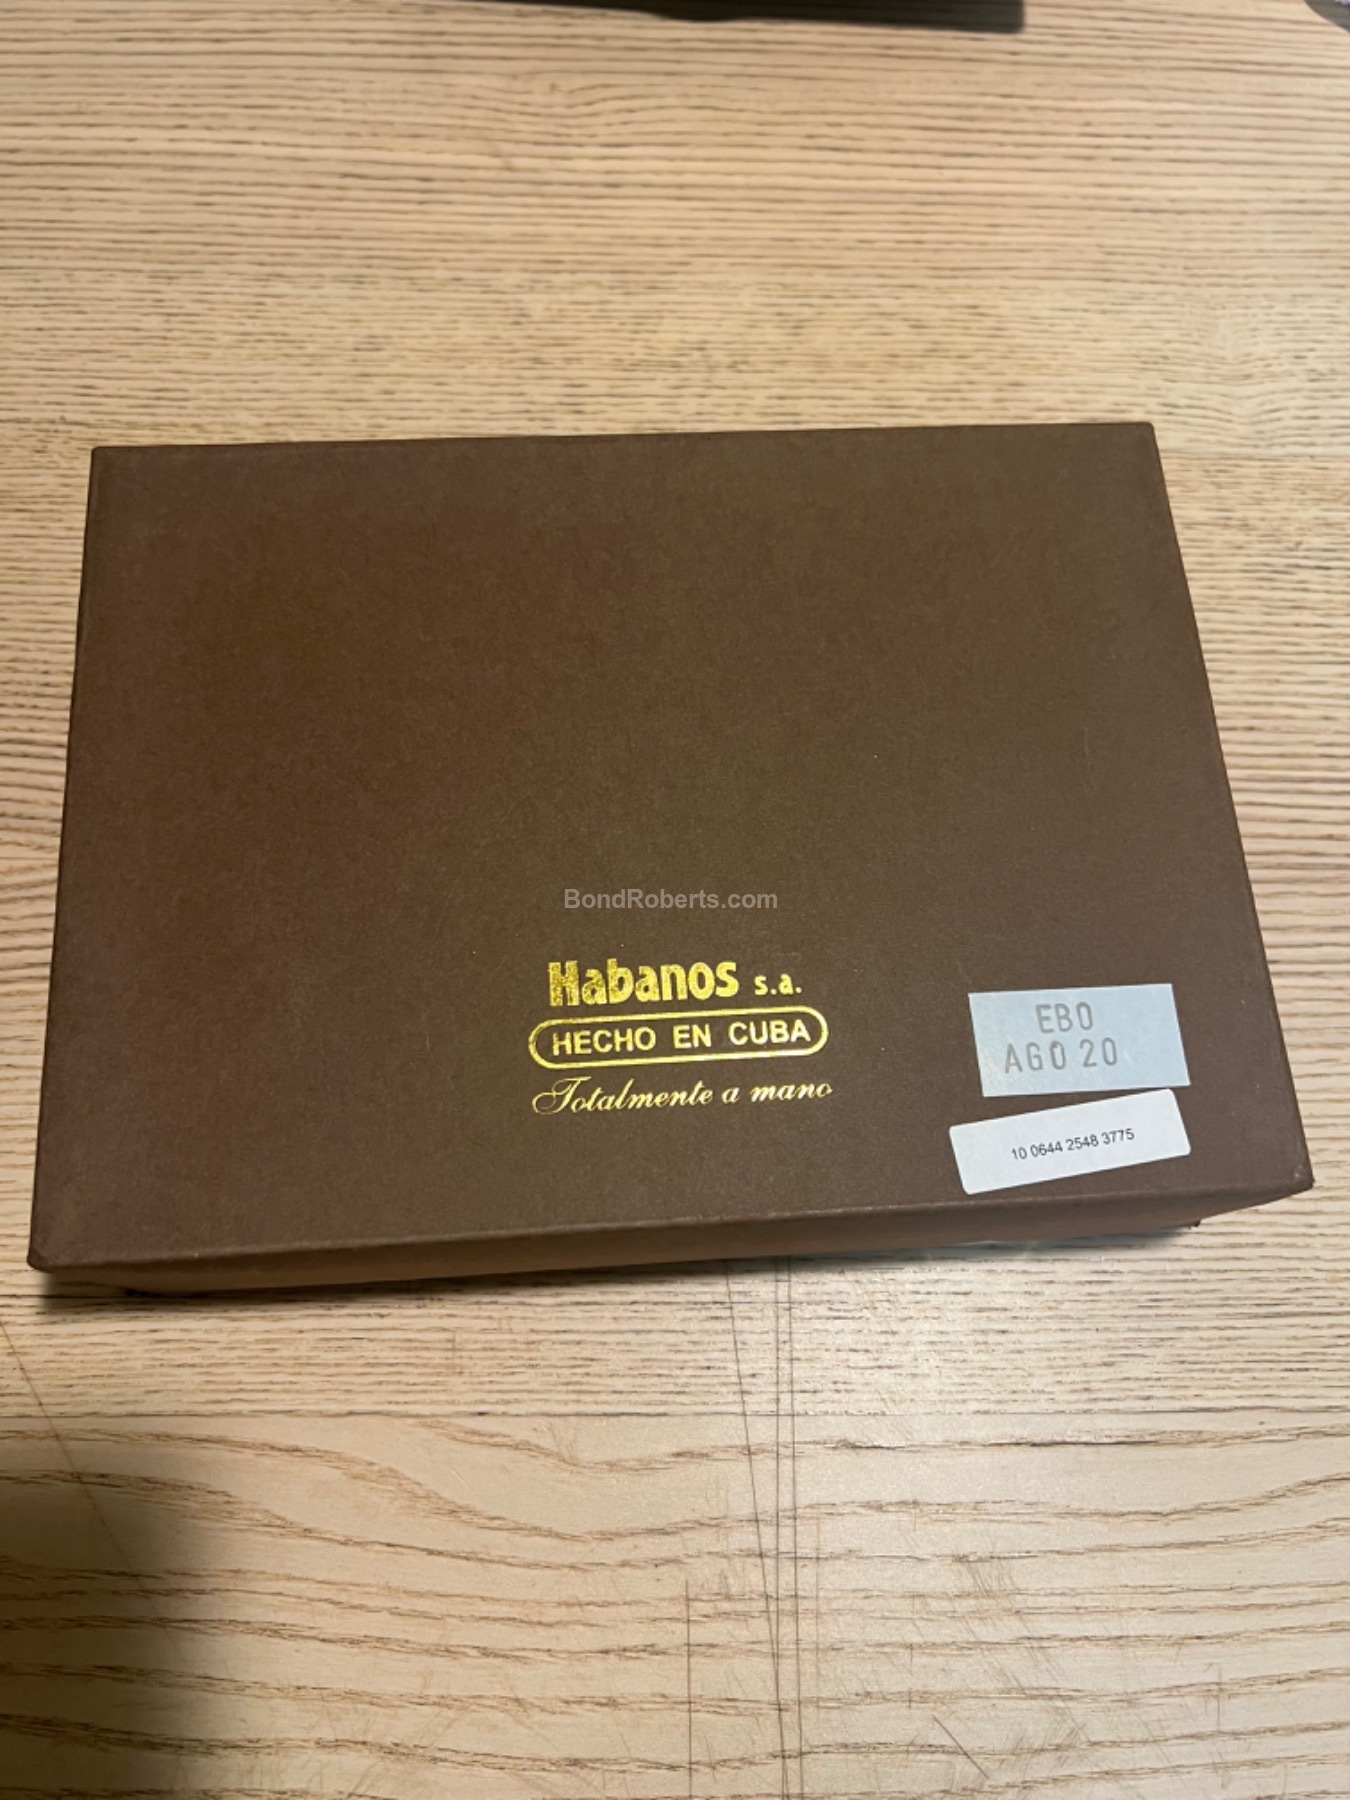 BondRoberts.com
Habanos s.a.
HECHO EN CUBA
Totalmente a mano
EBO
AGO 20
10 0644 2548 3775